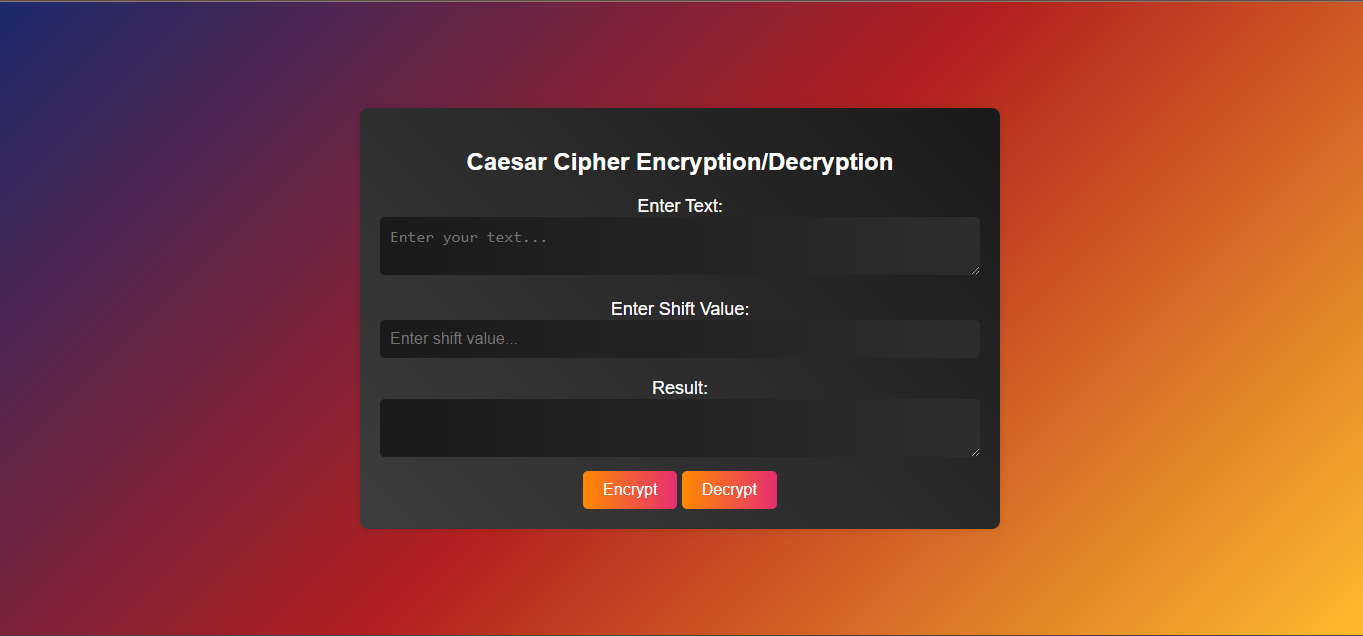 Caesar Cipher Encryption/Decryption
Enter Text:
Enter your text...
Enter Shift Value:
Enter shift value...
Result:
Encrypt Decrypt